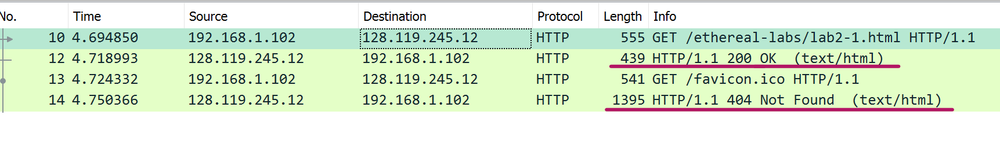 No. Time Source Destination Protocol Length Info
10 4.694850 192.168.1.102 128.119.245.12 HTTP 555 GET /ethereal-labs/lab2-1.html HTTP/1.1
12 4.718993 128.119.245.12 192.168.1.102 HTTP 439 HTTP/1.1 200 OK (text/html)
13 4.724332 192.168.1.102 128.119.245.12 HTTP 541 GET /favicon.ico HTTP/1.1
14 4.750366 128.119.245.12 192.168.1.102 HTTP 1395 HTTP/1.1 404 Not Found (text/html)